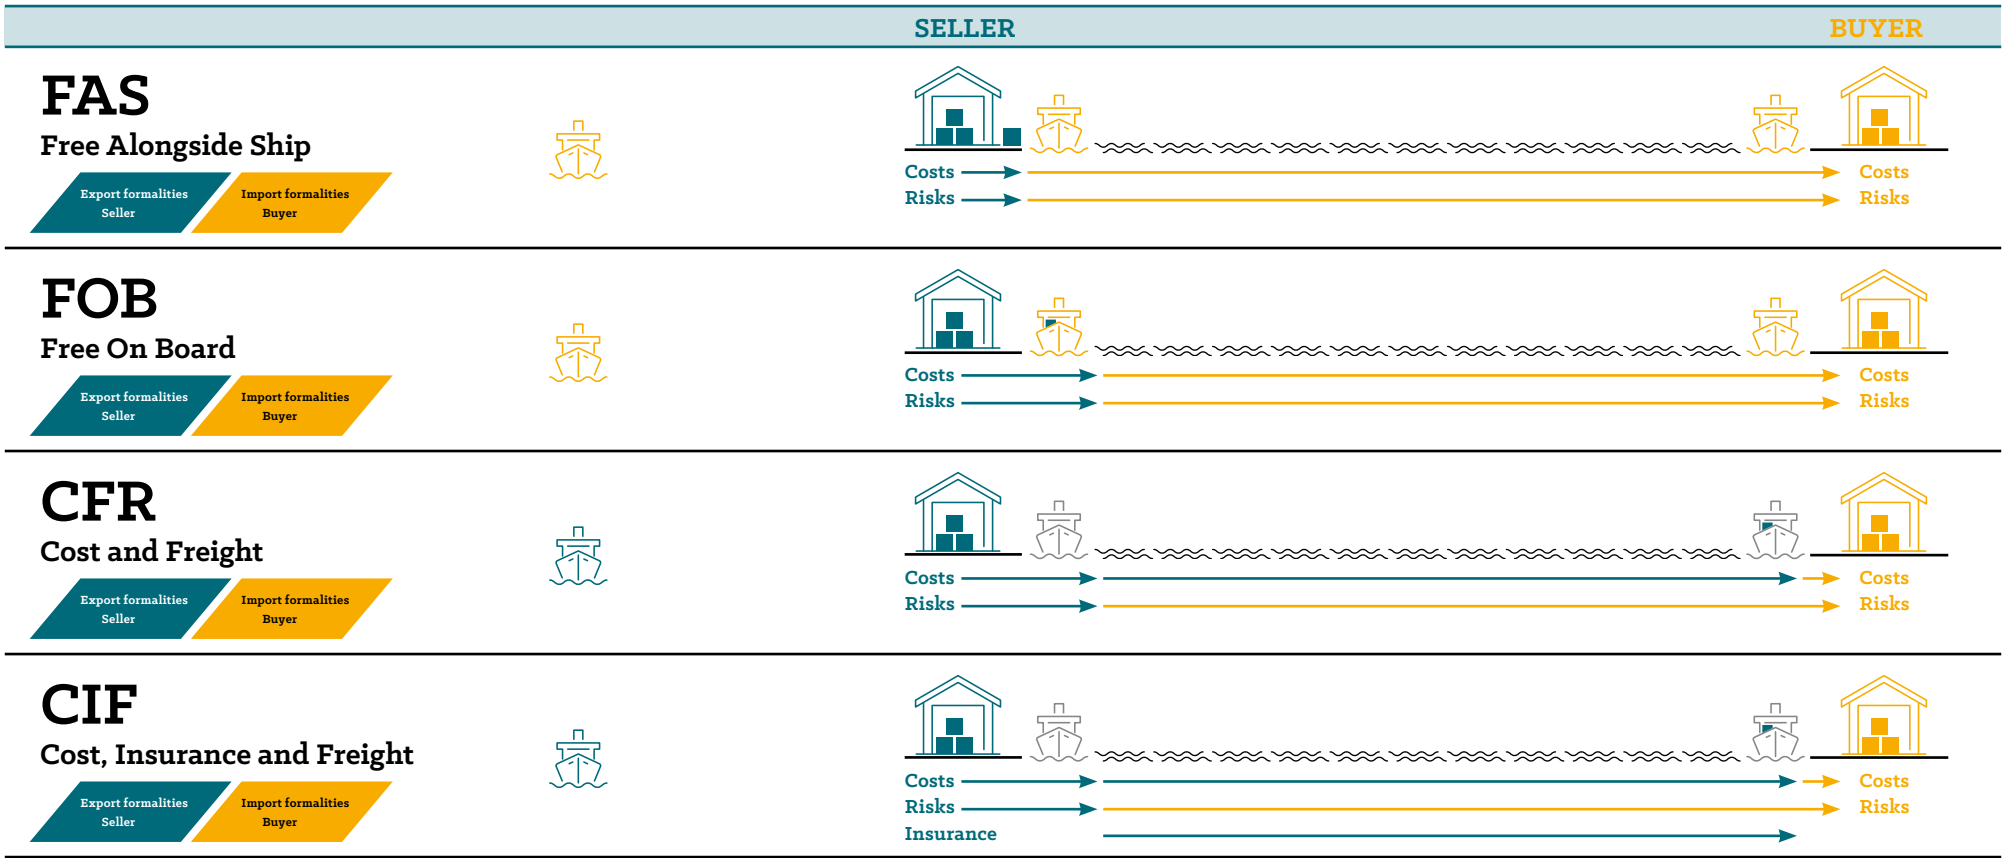 SELLER BUYER
FAS
Free Alongside Ship
Export formalities Import formalities
Seller Buyer
Costs Costs
Risks Risks
FOB
Free On Board
Export formalities Import formalities
Seller Buyer
Costs Costs
Risks Risks
CFR
Cost and Freight
Export formalities Import formalities
Seller Buyer
Costs Costs
Risks Risks
CIF
Cost, Insurance and Freight
Export formalities Import formalities
Seller Buyer
Costs Costs
Risks Risks
Insurance